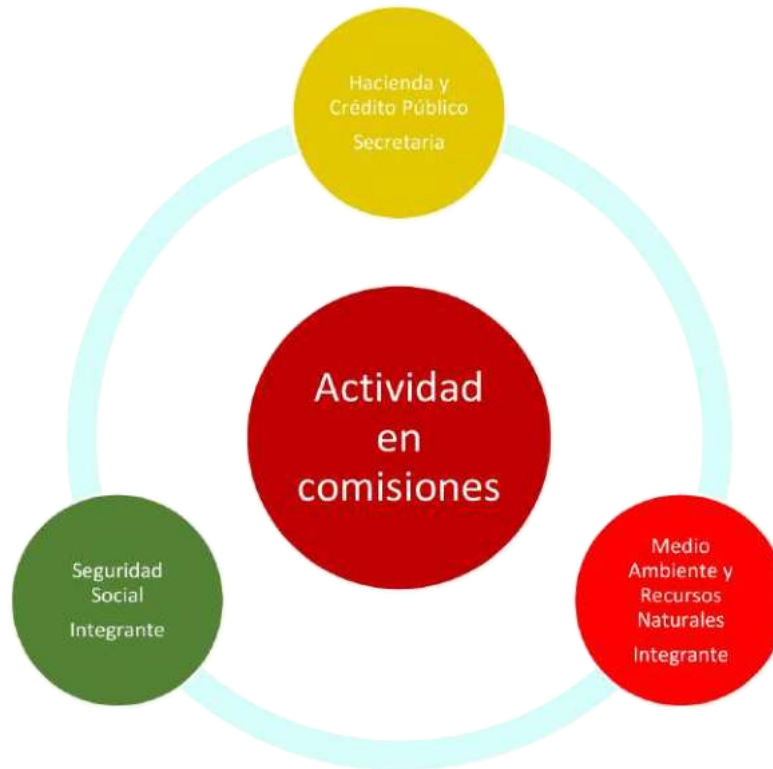 Hacienda y
Crédito Público
Secretaria
Actividad
en
comisiones
Seguridad
Social
Integrante
Medio
Ambiente y
Recursos
Naturales
Integrante